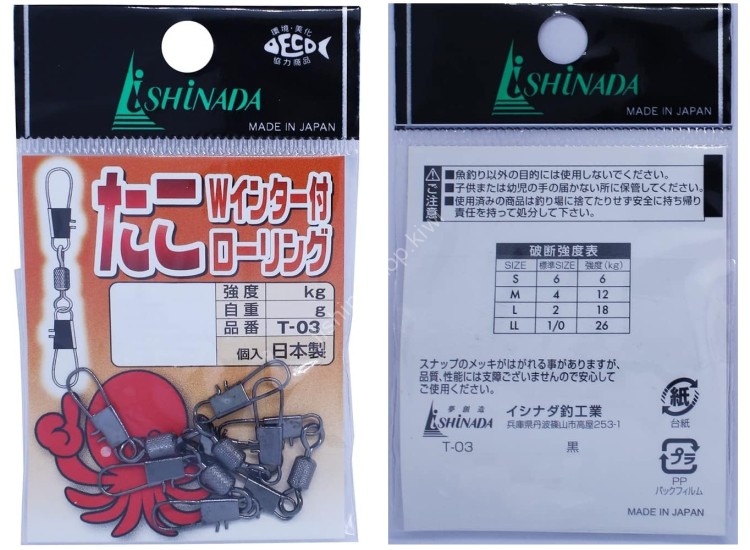 ISHINADA
環境・美化
DECO
協力商品
MADE IN JAPAN
たこ
Wインター付
ローリング
強度 kg
自重 g
品番 T-03
個入 日本製
ISHINADA
MADE IN JAPAN
ご注意
■魚釣り以外の目的には使用しないでください。
■子供または幼児の手の届かない所に保管してください。
■使用済みの商品は釣り場に捨てたりせず安全に持ち帰り
責任を持って処分して下さい。
破断強度表
SIZE 標準SIZE 強度(kg)
S 6 6
M 4 12
L 2 18
LL 1/0 26
スナップのメッキがはがれる事がありますが、
品質、性能には支障ございませんので安心して
ご使用ください。
夢創造
ISHINADA
イシナダ釣工業
兵庫県丹波篠山市高屋253-1
T-03 黒
紙
台紙
プラ
PP
パックフィルム
MADE IN JAPAN